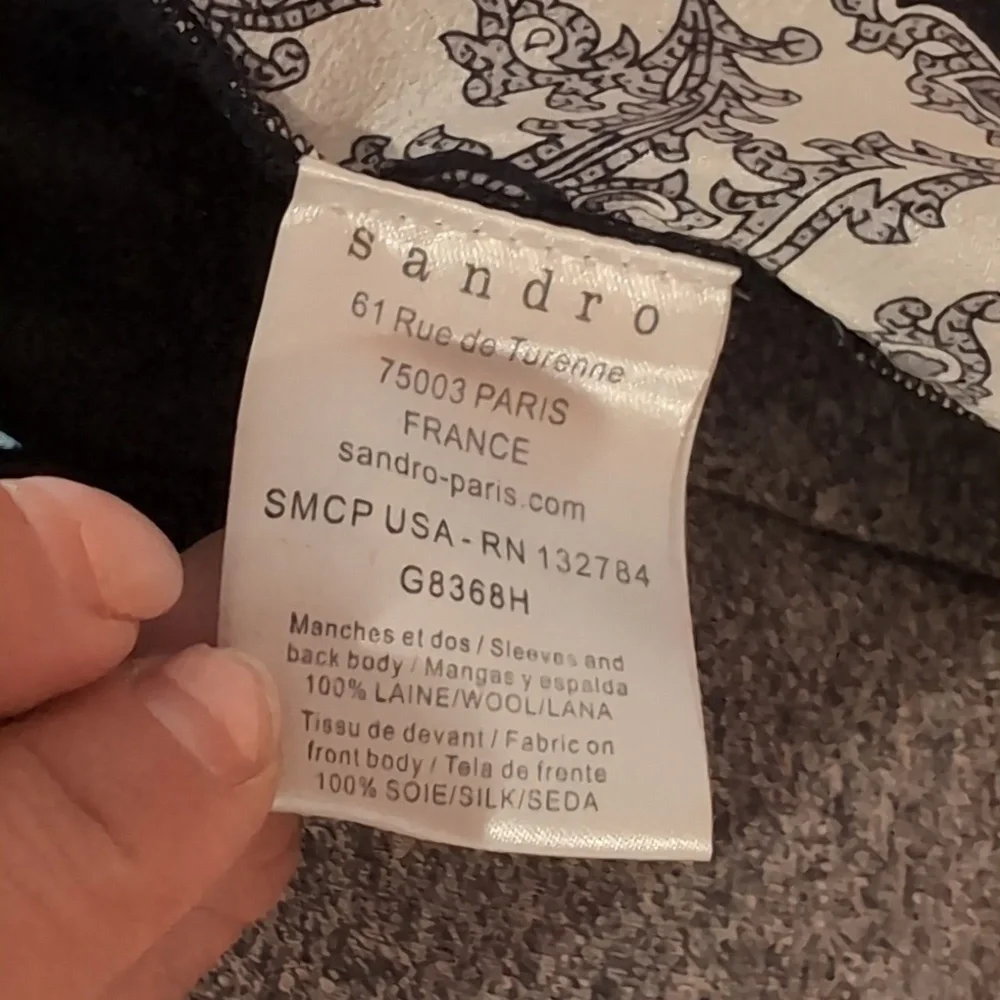 sandro
61 Rue de Turenne
75003 PARIS
FRANCE
sandro-paris.com
SMCP USA - RN 132784
G8368H
Manches et dos / Sleeves and
back body / Mangas y espalda
100% LAINE/WOOL/LANA
Tissu de devant / Fabric on
front body / Tela de frente
100% SOIE/SILK/SEDA